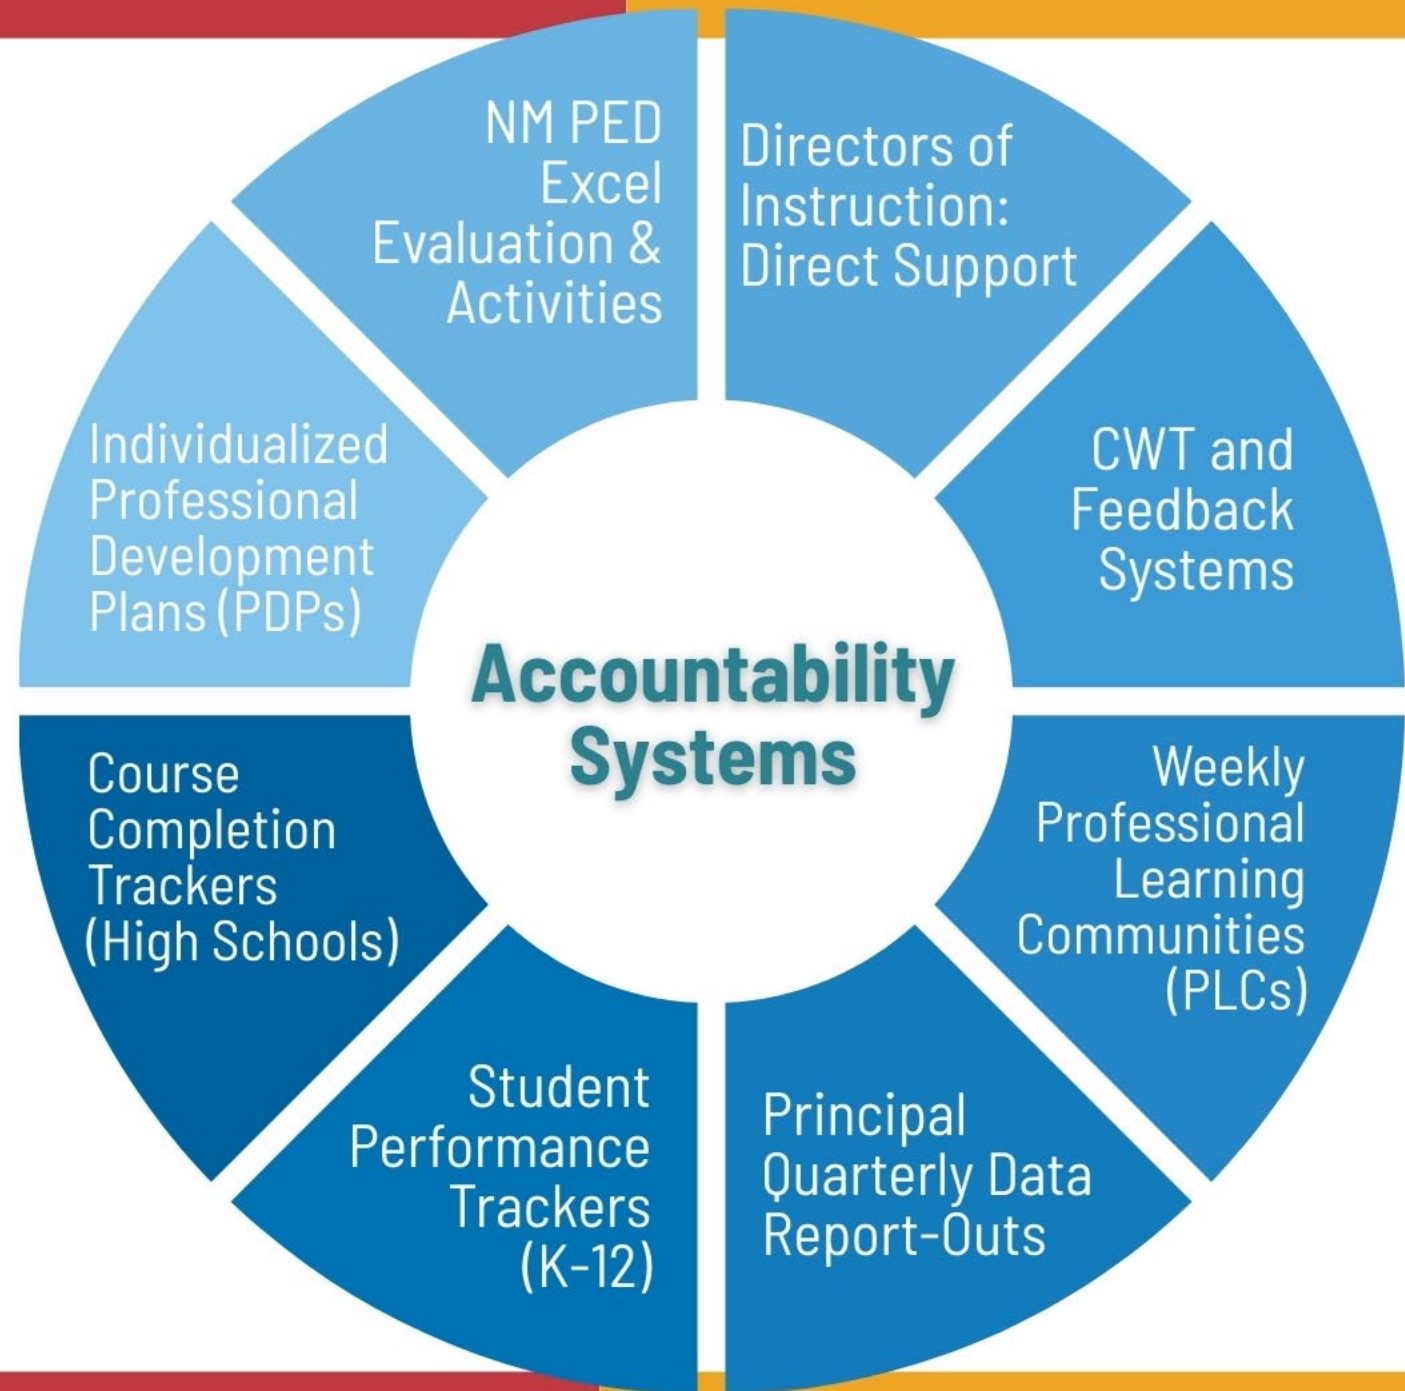 NM PED
Excel
Evaluation &
Activities
Directors of
Instruction:
Direct Support
CWT and
Feedback
Systems
Weekly
Professional
Learning
Communities
(PLCs)
Principal
Quarterly Data
Report-Outs
Student
Performance
Trackers
(K-12)
Course
Completion
Trackers
(High Schools)
Individualized
Professional
Development
Plans (PDPs)
Accountability
Systems